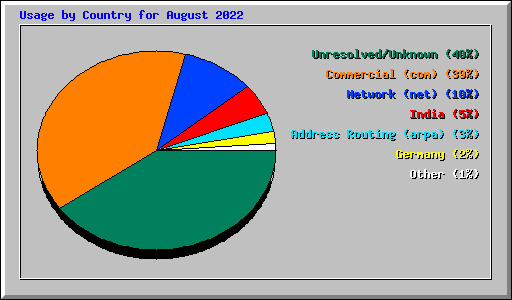 Usage by Country for August 2022
Unresolved/Unknown (40%)
Commercial (com) (39%)
Network (net) (10%)
India (5%)
Address Routing (arpa) (3%)
Germany (2%)
Other (1%)